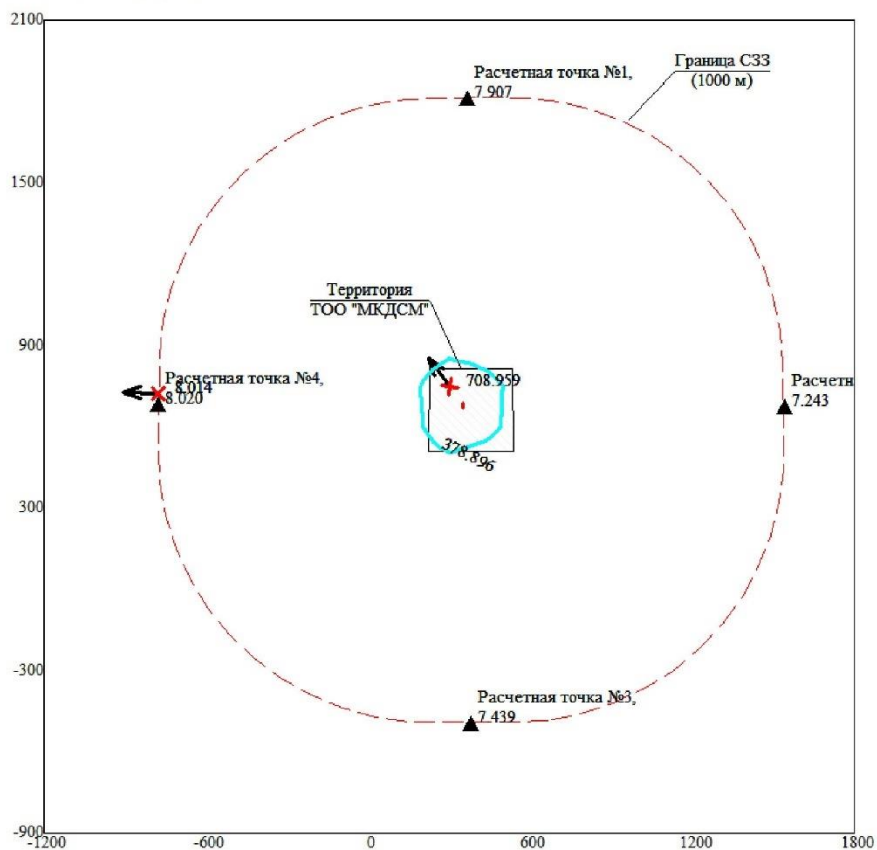 2100
Расчетная точка №1,
7.907
Граница СЗЗ
(1000 м)
1500
Территория
ТОО "МКДСМ"
900
708.959
Расчетная точка №4,
8.014
8.020
Расчетн
7.243
378.896
300
-300
Расчетная точка №3,
7.439
-900
-1200
-600
0
600
1200
1800